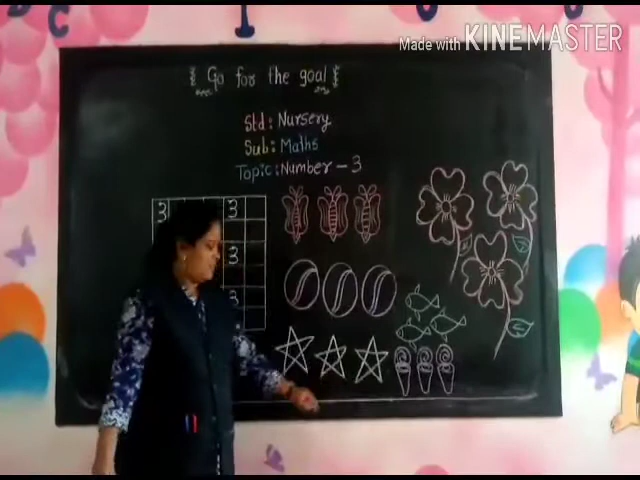 C
Made with KINEMASTER
Go for the goal
Std: Nursery
Sub: Maths
Topic: Number - 3
3 3
3
3